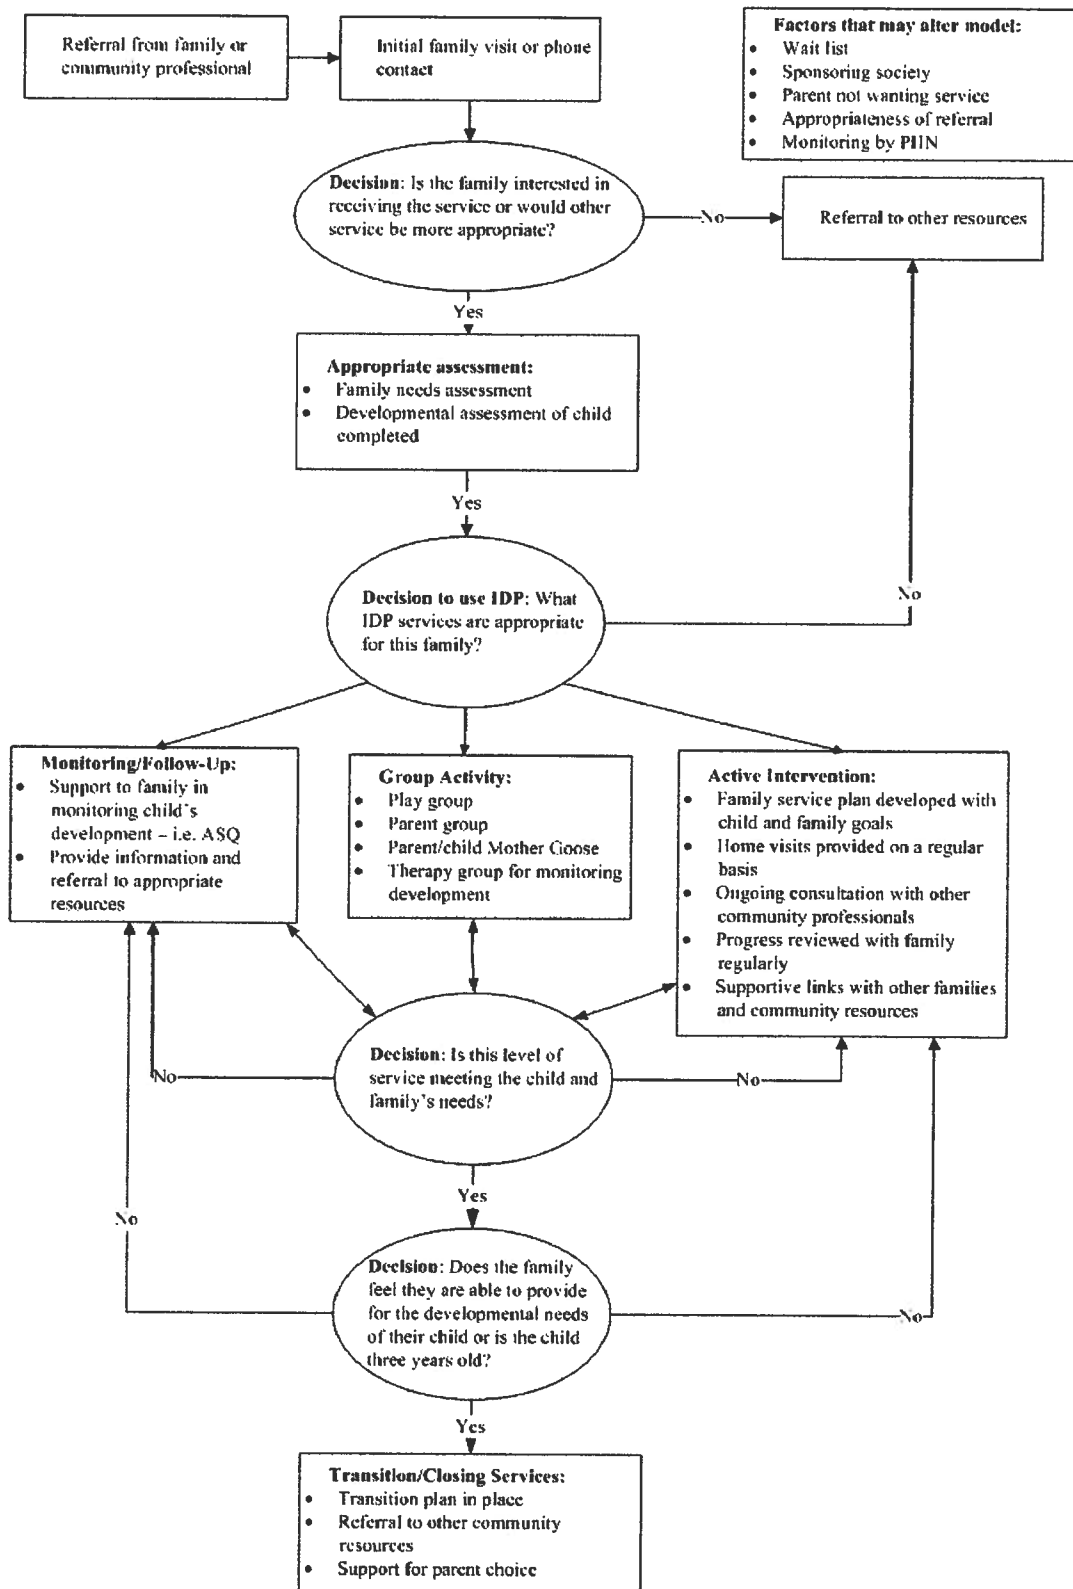 Referral from family or
community professional
Initial family visit or phone
contact
Factors that may alter model:
• Wait list
• Sponsoring society
• Parent not wanting service
• Appropriateness of referral
• Monitoring by PHN
Decision: Is the family interested in
receiving the service or would other
service be more appropriate?
No
Referral to other resources
Yes
Appropriate assessment:
• Family needs assessment
• Developmental assessment of child
completed
Yes
Decision to use IDP: What
IDP services are appropriate
for this family?
No
Monitoring/Follow-Up:
• Support to family in
monitoring child's
development – i.e. ASQ
• Provide information and
referral to appropriate
resources
Group Activity:
• Play group
• Parent group
• Parent/child Mother Goose
• Therapy group for monitoring
development
Active Intervention:
• Family service plan developed with
child and family goals
• Home visits provided on a regular
basis
• Ongoing consultation with other
community professionals
• Progress reviewed with family
regularly
• Supportive links with other families
and community resources
Decision: Is this level of
service meeting the child and
family's needs?
No
No
Yes
No
Decision: Does the family
feel they are able to provide
for the developmental needs
of their child or is the child
three years old?
No
Yes
Transition/Closing Services:
• Transition plan in place
• Referral to other community
resources
• Support for parent choice